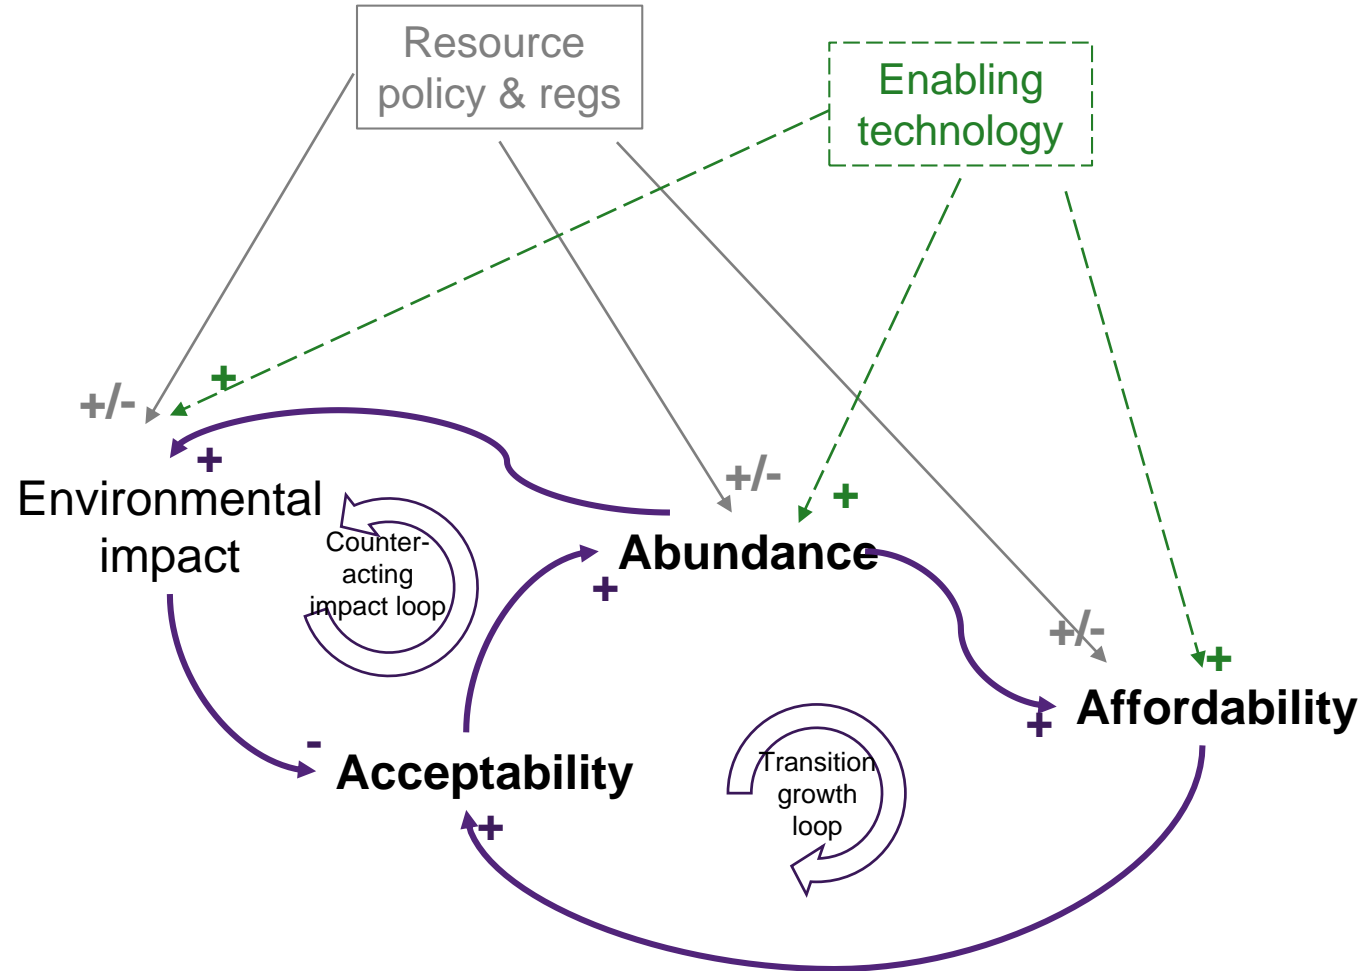 Resource
policy & regs
Enabling
technology
+
+/-
+
+/-
+
Environmental
impact
Counter-
acting
impact loop
Abundance
+
+/-
+
Affordability
+
-
Acceptability
Transition
growth
loop
+